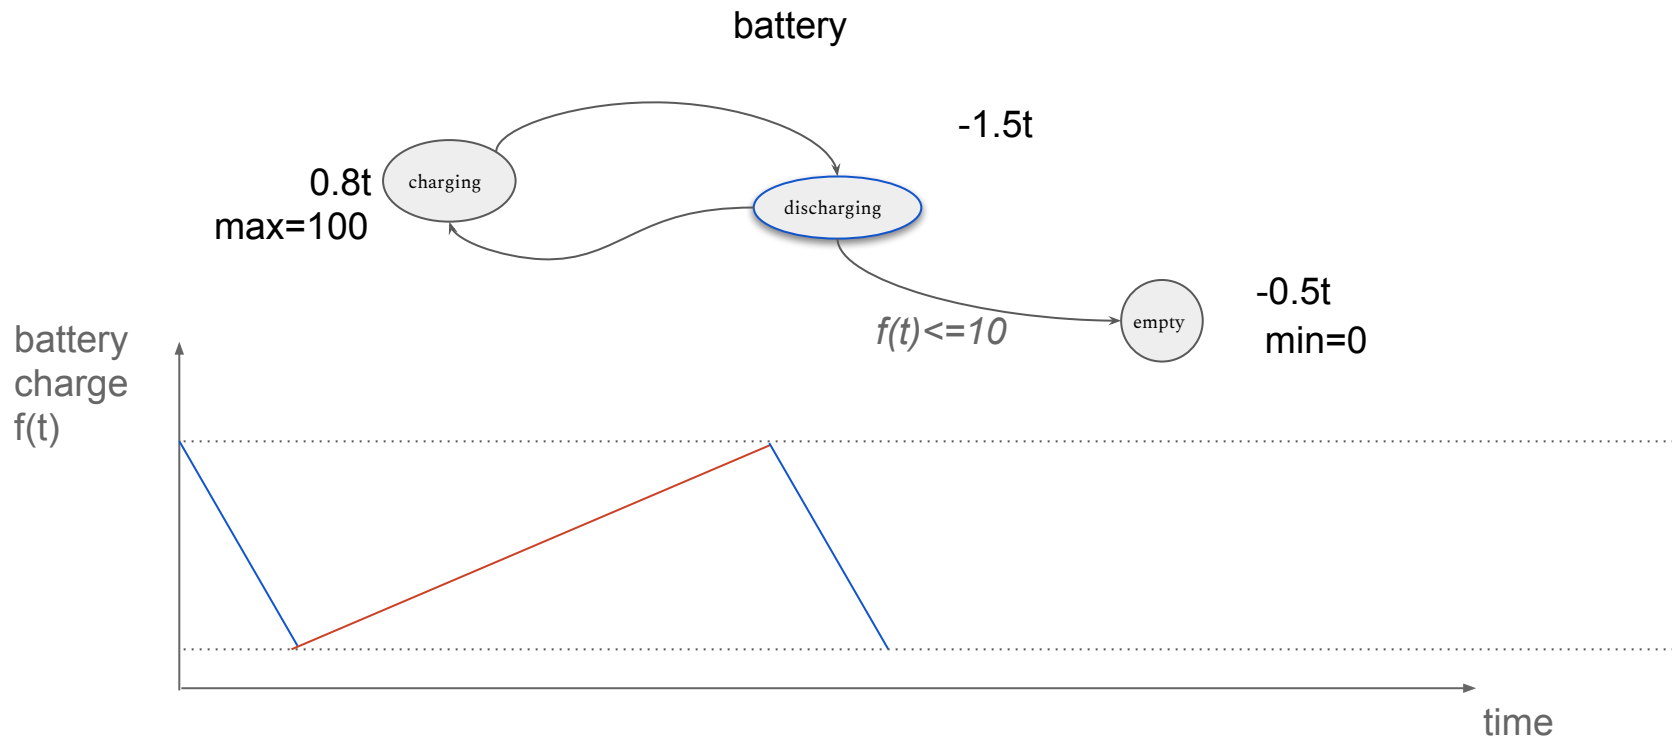 battery
-1.5t
0.8t
charging
max=100
discharging
-0.5t
f(t)<=10
empty
min=0
battery
charge
f(t)
time